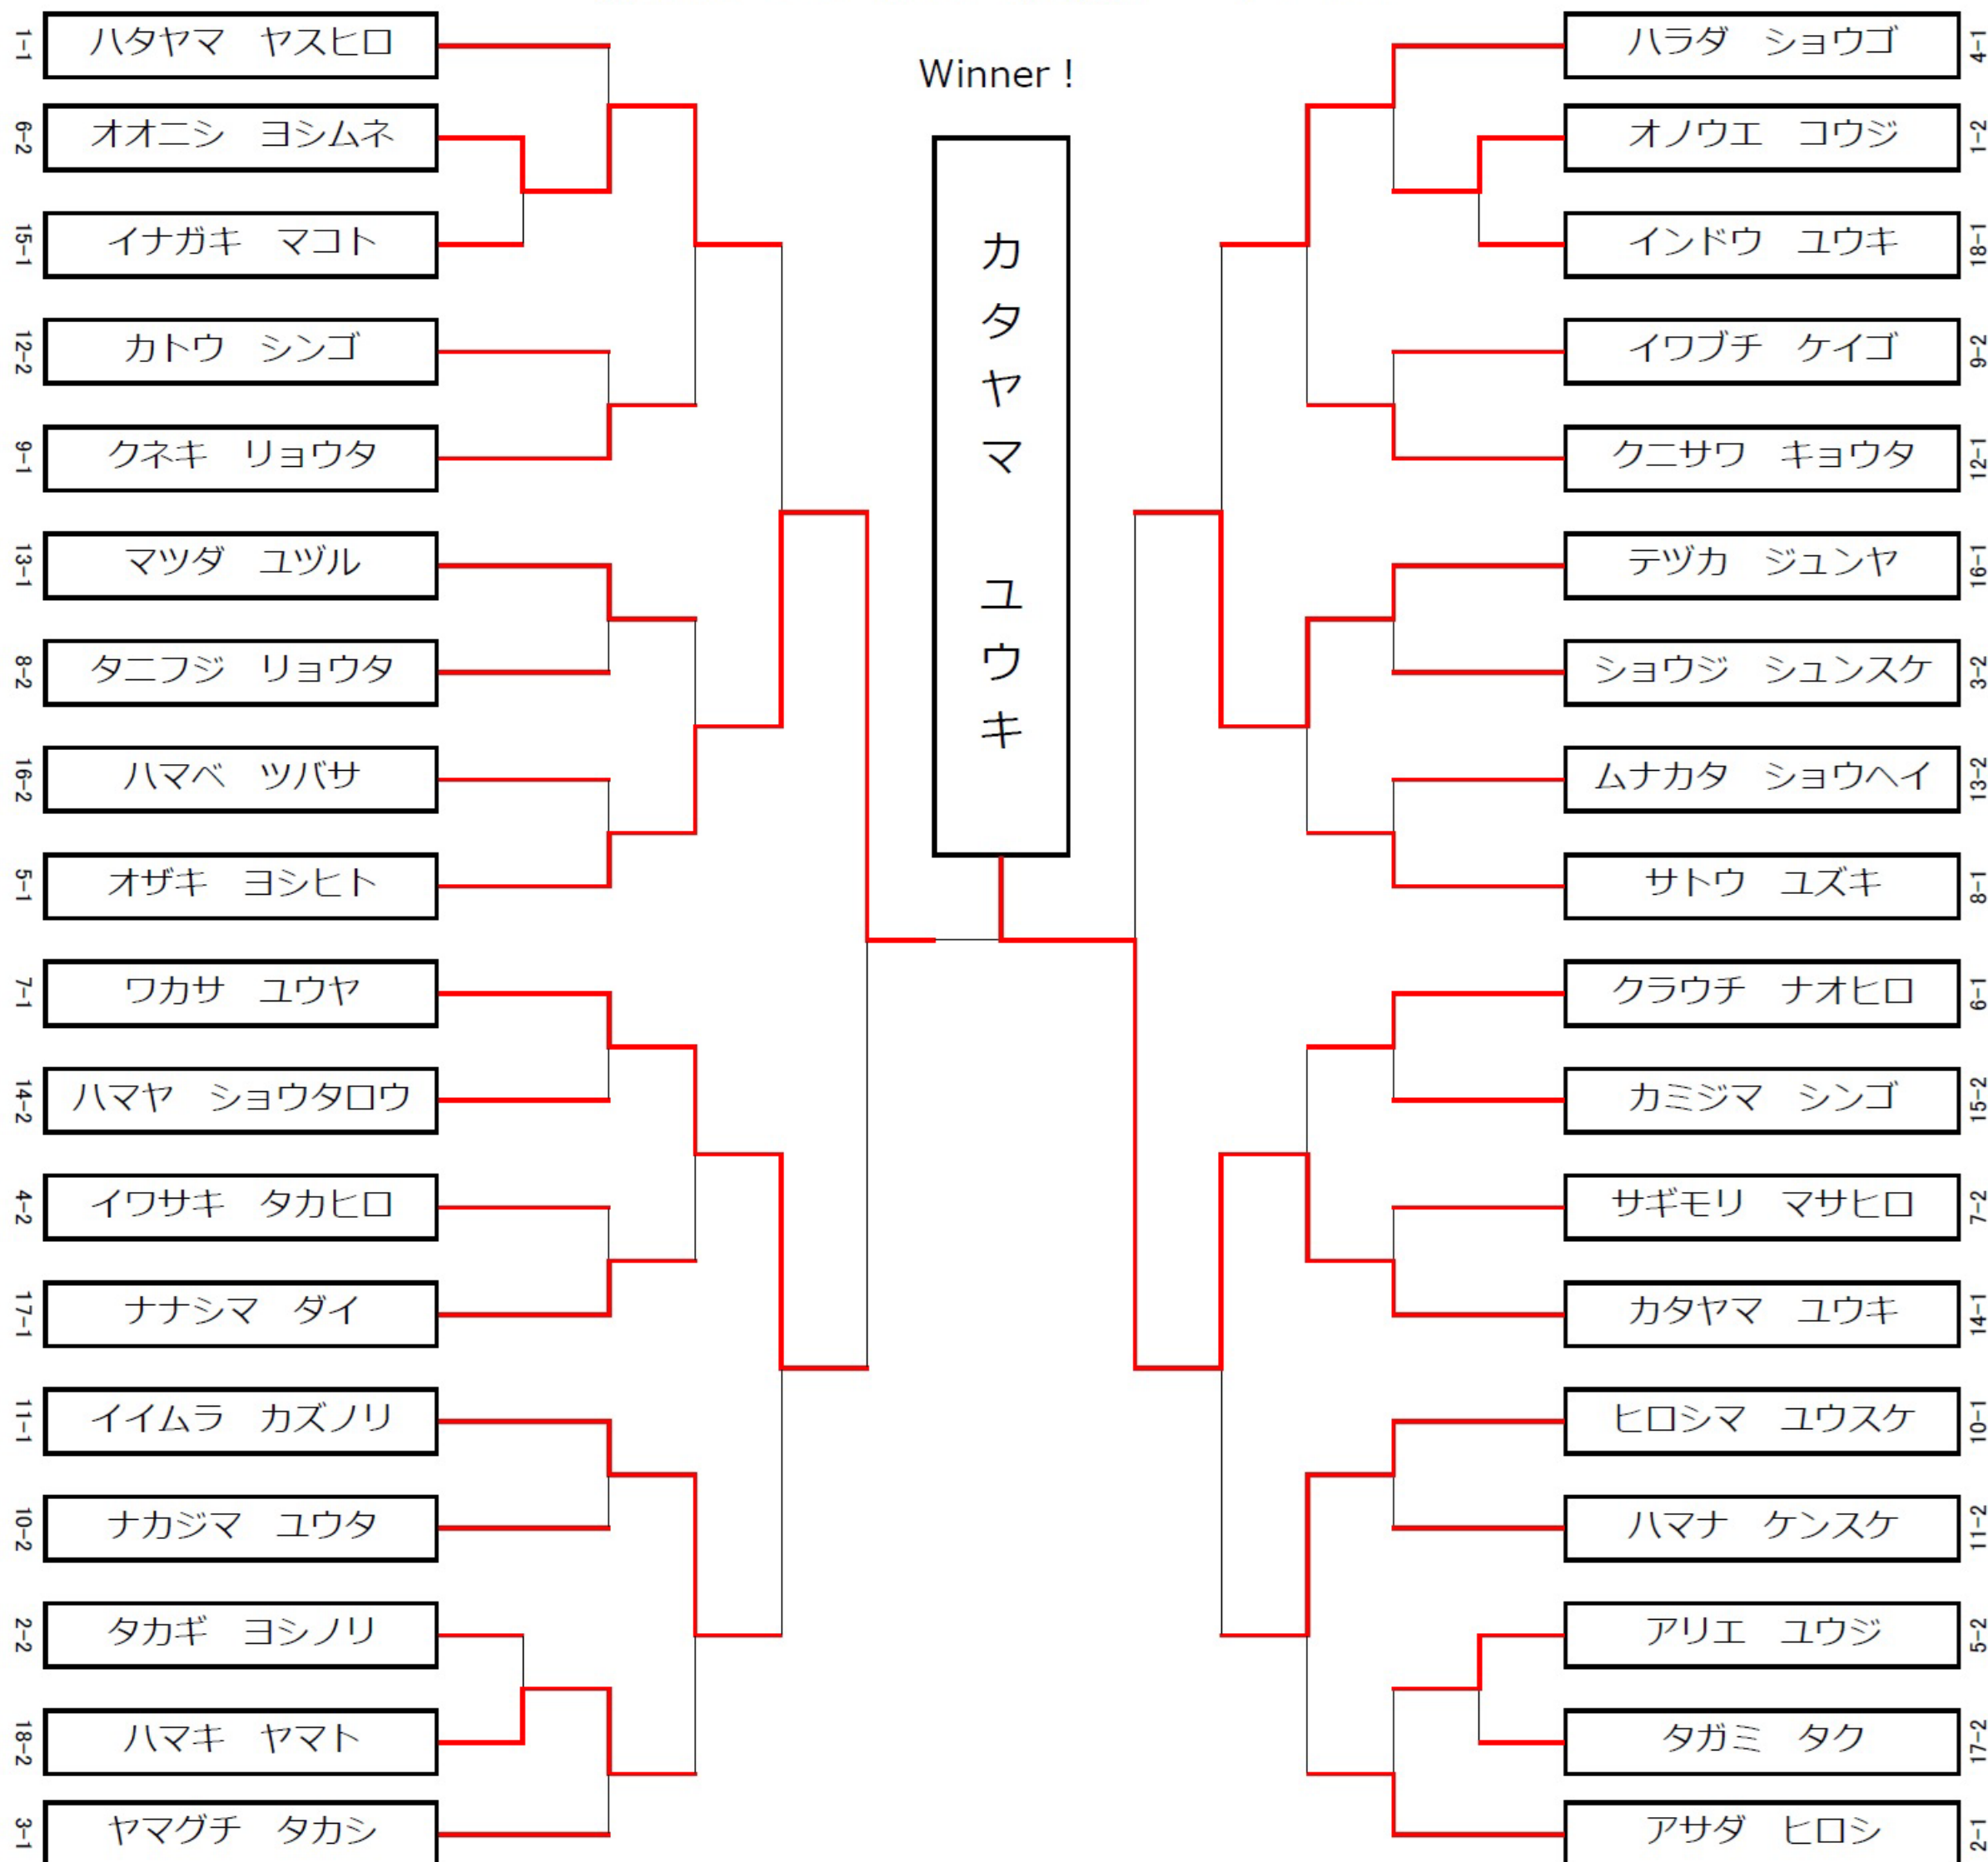 Winner !
カタヤマ　ユウキ
1-1 ハタヤマ　ヤスヒロ
6-2 オオニシ　ヨシムネ
15-1 イナガキ　マコト
12-2 カトウ　シンゴ
9-1 クネキ　リョウタ
13-1 マツダ　ユヅル
8-2 タニフジ　リョウタ
16-2 ハマベ　ツバサ
5-1 オザキ　ヨシヒト
7-1 ワカサ　ユウヤ
14-2 ハマヤ　ショウタロウ
4-2 イワサキ　タカヒロ
17-1 ナナシマ　ダイ
11-1 イイムラ　カズノリ
10-2 ナカジマ　ユウタ
2-2 タカギ　ヨシノリ
18-2 ハマキ　ヤマト
3-1 ヤマグチ　タカシ
ハラダ　ショウゴ 4-1
オノウエ　コウジ 1-2
インドウ　ユウキ 18-1
イワブチ　ケイゴ 9-2
クニサワ　キョウタ 12-1
テヅカ　ジュンヤ 16-1
ショウジ　シュンスケ 3-2
ムナカタ　ショウヘイ 13-2
サトウ　ユズキ 8-1
クラウチ　ナオヒロ 6-1
カミジマ　シンゴ 15-2
サギモリ　マサヒロ 7-2
カタヤマ　ユウキ 14-1
ヒロシマ　ユウスケ 10-1
ハマナ　ケンスケ 11-2
アリエ　ユウジ 5-2
タガミ　タク 17-2
アサダ　ヒロシ 2-1